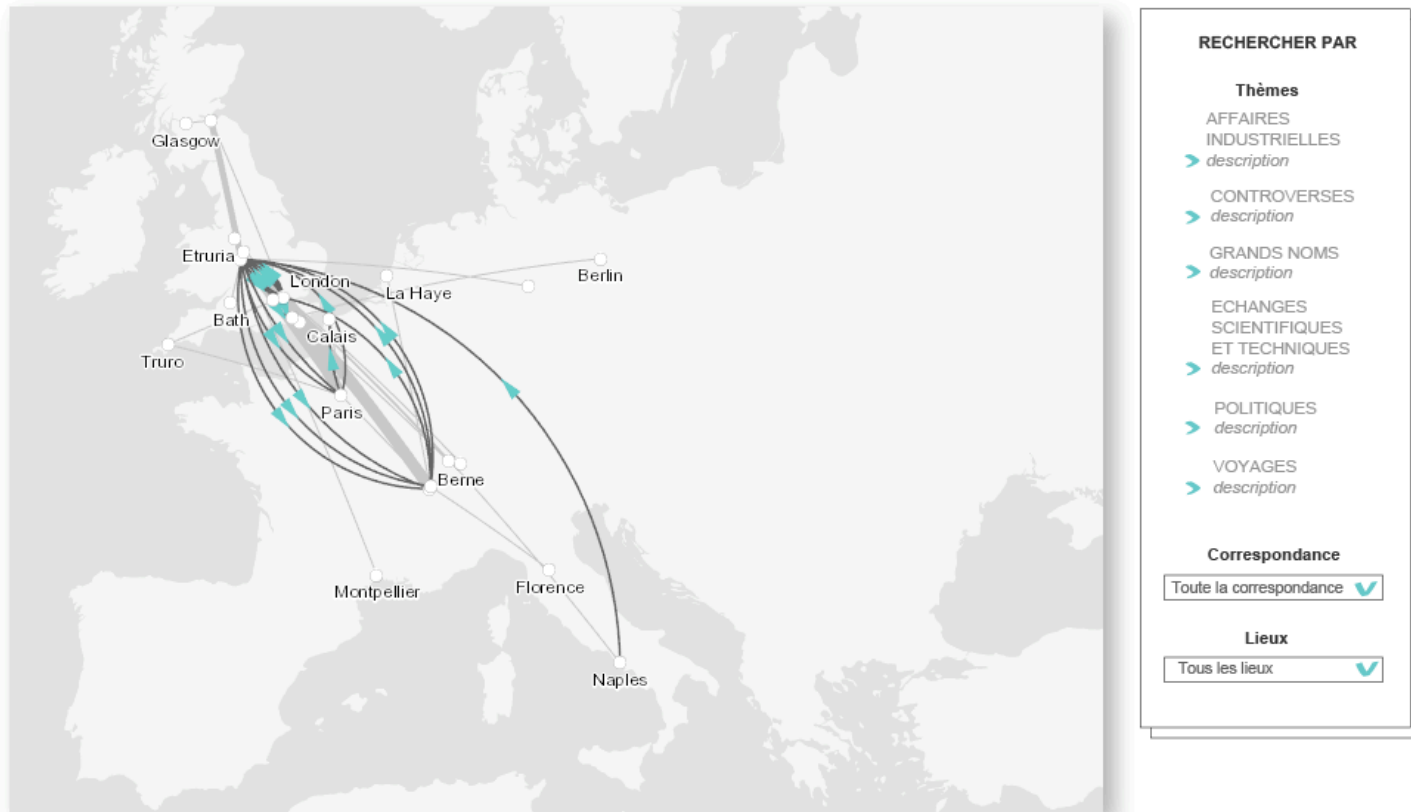 Glasgow
Etruria
London
La Haye
Berlin
Bath
Calais
Truro
Paris
Berne
Montpellier
Florence
Naples
RECHERCHER PAR
Thèmes
AFFAIRES
INDUSTRIELLES
description
CONTROVERSES
description
GRANDS NOMS
description
ECHANGES
SCIENTIFIQUES
ET TECHNIQUES
description
POLITIQUES
description
VOYAGES
description
Correspondance
Toute la correspondance
Lieux
Tous les lieux